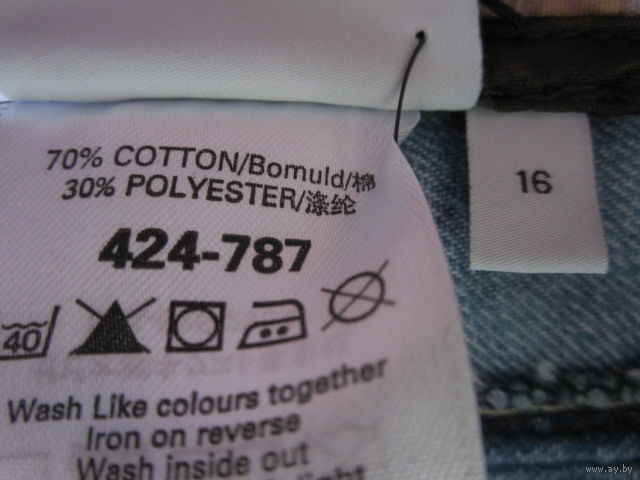 70% COTTON/Bomuld/棉
30% POLYESTER/涤纶
424-787
40
Wash Like colours together
Iron on reverse
Wash inside out
light
16
www.ay.by